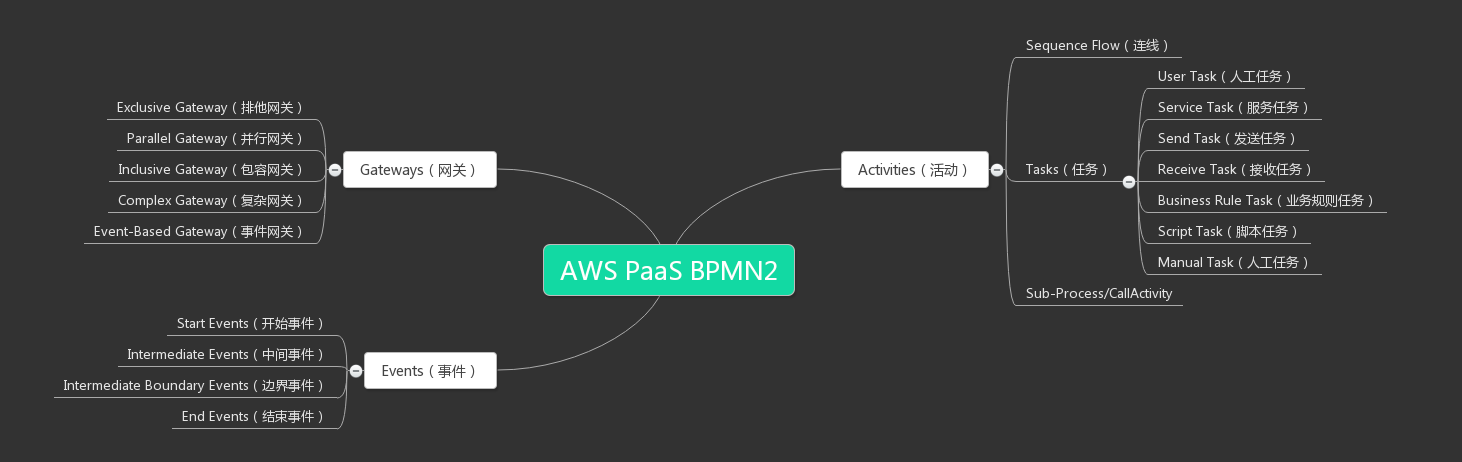 AWS PaaS BPMN2
Gateways（网关）
Exclusive Gateway（排他网关）
Parallel Gateway（并行网关）
Inclusive Gateway（包容网关）
Complex Gateway（复杂网关）
Event-Based Gateway（事件网关）
Events（事件）
Start Events（开始事件）
Intermediate Events（中间事件）
Intermediate Boundary Events（边界事件）
End Events（结束事件）
Activities（活动）
Sequence Flow（连线）
Tasks（任务）
User Task（人工任务）
Service Task（服务任务）
Send Task（发送任务）
Receive Task（接收任务）
Business Rule Task（业务规则任务）
Script Task（脚本任务）
Manual Task（人工任务）
Sub-Process/CallActivity